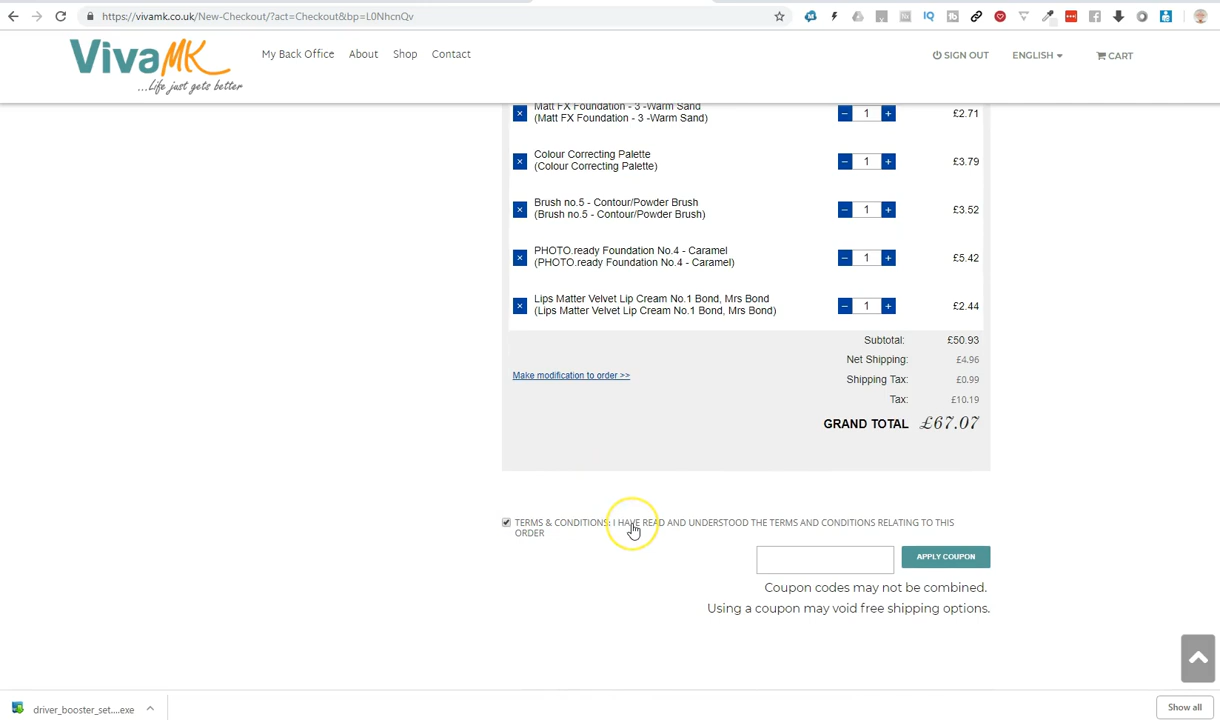 https://vivamk.co.uk/New-Checkout/?act=Checkout&bp=L0NhcnQv
VivaMK
...Life just gets better
My Back Office
About
Shop
Contact
SIGN OUT
ENGLISH
CART
Matt FX Foundation - 3 -Warm Sand
(Matt FX Foundation - 3 -Warm Sand)
1
£2.71
Colour Correcting Palette
(Colour Correcting Palette)
1
£3.79
Brush no.5 - Contour/Powder Brush
(Brush no.5 - Contour/Powder Brush)
1
£3.52
PHOTO.ready Foundation No.4 - Caramel
(PHOTO.ready Foundation No.4 - Caramel)
1
£5.42
Lips Matter Velvet Lip Cream No.1 Bond, Mrs Bond
(Lips Matter Velvet Lip Cream No.1 Bond, Mrs Bond)
1
£2.44
Subtotal: £50.93
Net Shipping: £4.96
Make modification to order >>
Shipping Tax: £0.99
Tax: £10.19
GRAND TOTAL £67.07
TERMS & CONDITIONS: I HAVE READ AND UNDERSTOOD THE TERMS AND CONDITIONS RELATING TO THIS
ORDER
APPLY COUPON
Coupon codes may not be combined.
Using a coupon may void free shipping options.
driver_booster_set....exe
Show all